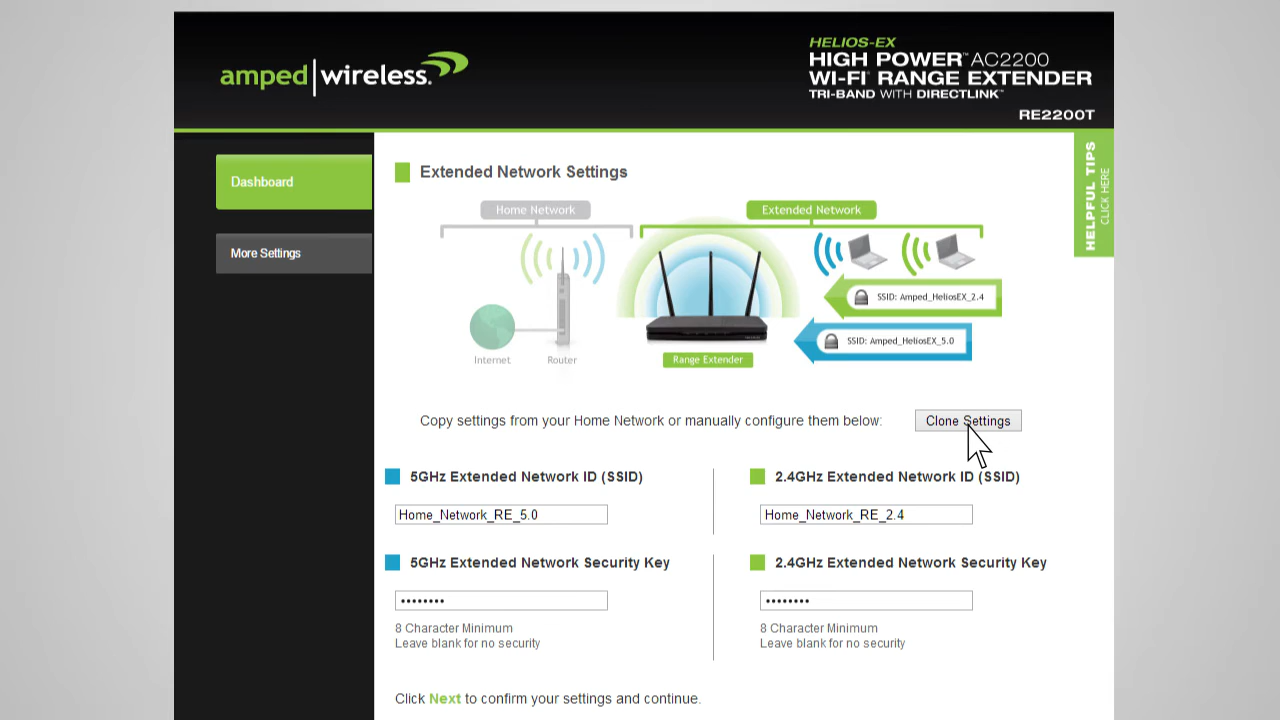 amped wireless.
HELIOS-EX
HIGH POWER™ AC2200
WI-FI® RANGE EXTENDER
TRI-BAND WITH DIRECTLINK™
RE2200T
HELPFUL TIPS
CLICK HERE
Dashboard
More Settings
Extended Network Settings
Home Network
Extended Network
SSID: Amped_HeliosEX_2.4
SSID: Amped_HeliosEX_5.0
Internet
Router
Range Extender
Copy settings from your Home Network or manually configure them below:
Clone Settings
5GHz Extended Network ID (SSID)
2.4GHz Extended Network ID (SSID)
Home_Network_RE_5.0
Home_Network_RE_2.4
5GHz Extended Network Security Key
2.4GHz Extended Network Security Key
••••••••
••••••••
8 Character Minimum
Leave blank for no security
8 Character Minimum
Leave blank for no security
Click Next to confirm your settings and continue.